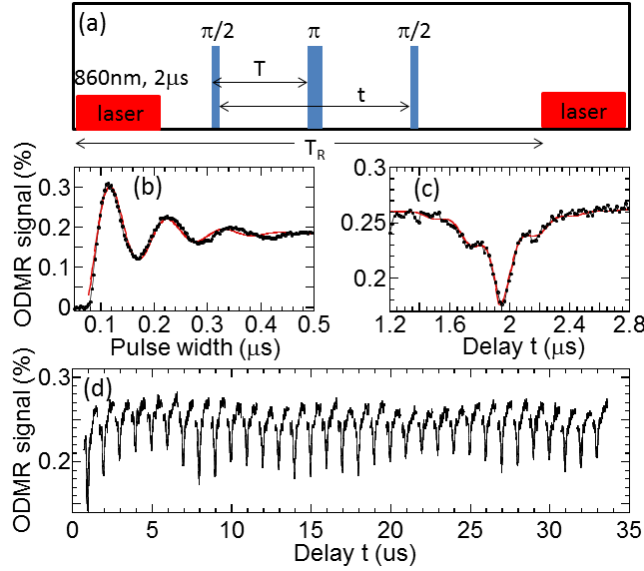 (a)
π/2 π π/2
T
860nm, 2μs
t
laser laser
T_R
ODMR signal (%)
(b)
0.3
0.2
0.1
0
0.1 0.2 0.3 0.4 0.5
Pulse width (μs)
(c)
0.3
0.25
0.2
1.2 1.6 2 2.4 2.8
Delay t (μs)
ODMR signal (%)
(d)
0.3
0.2
0 5 10 15 20 25 30 35
Delay t (us)